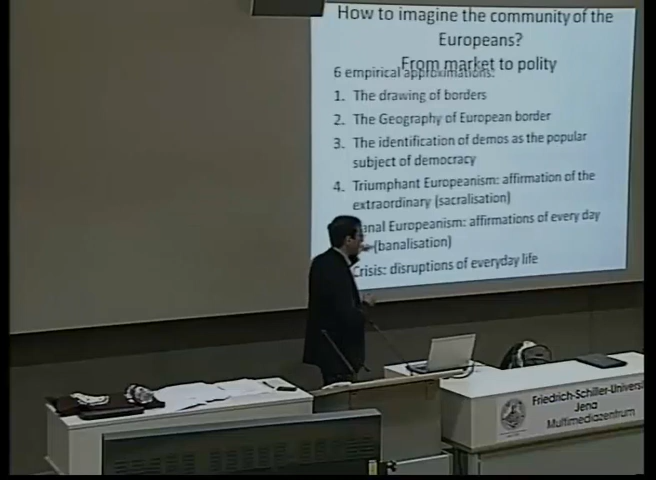 How to imagine the community of the
Europeans?
From market to polity
6 empirical approximations:
1. The drawing of borders
2. The Geography of European border
3. The identification of demos as the popular
subject of democracy
4. Triumphant Europeanism: affirmation of the
extraordinary (sacralisation)
anal Europeanism: affirmations of every day
(banalisation)
Crisis: disruptions of everyday life
Friedrich-Schiller-Univers
Jena
Multimediazentrum